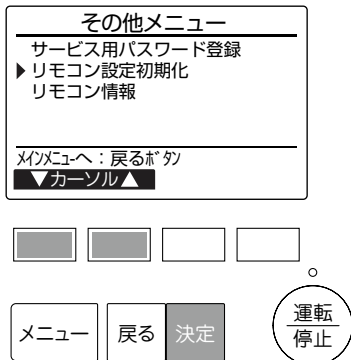 その他メニュー
サービス用パスワード登録
▶リモコン設定初期化
リモコン情報
ﾒｲﾝﾒﾆｭｰへ：戻るﾎﾞﾀﾝ
▼カーソル▲
メニュー
戻る
決定
運転
停止